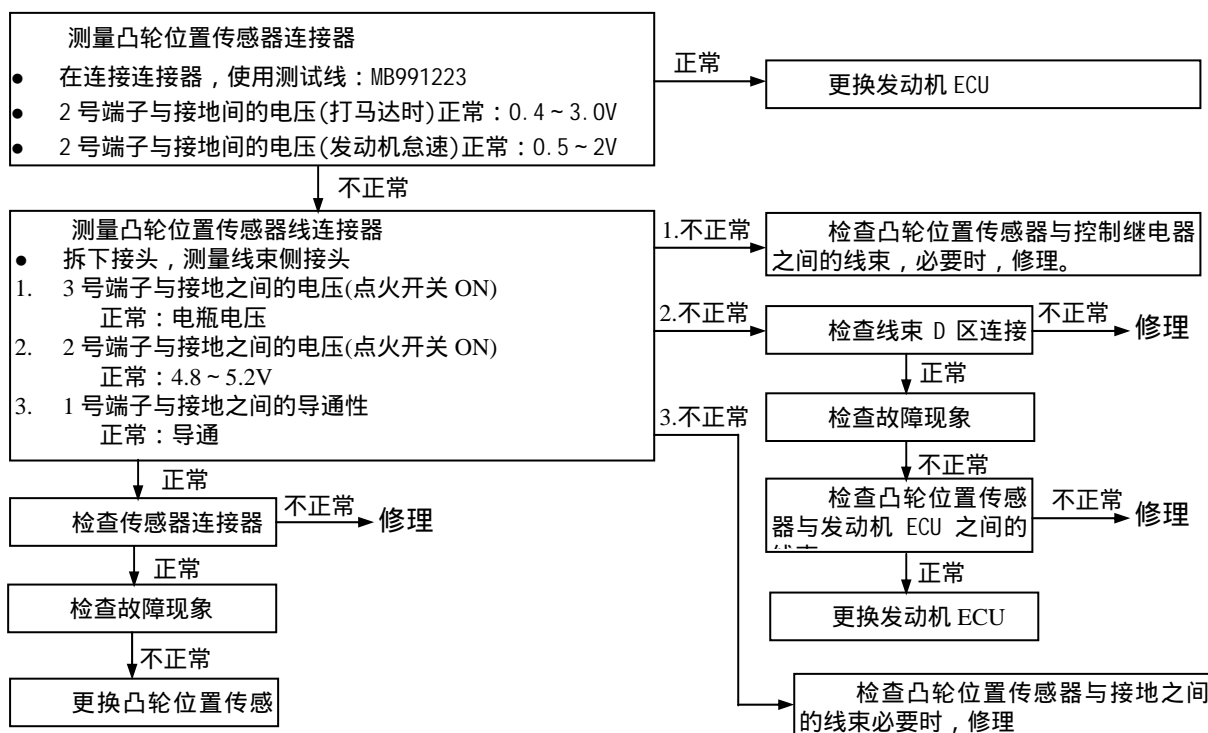 测量凸轮位置传感器连接器
● 在连接连接器，使用测试线：MB991223
● 2 号端子与接地间的电压(打马达时)正常：0.4~3.0V
● 2 号端子与接地间的电压(发动机怠速)正常：0.5~2V
正常
更换发动机 ECU
不正常
测量凸轮位置传感器线连接器
● 拆下接头，测量线束侧接头
1. 3 号端子与接地之间的电压(点火开关 ON)
正常：电瓶电压
2. 2 号端子与接地之间的电压(点火开关 ON)
正常：4.8~5.2V
3. 1 号端子与接地之间的导通性
正常：导通
1.不正常
检查凸轮位置传感器与控制继电器
之间的线束，必要时，修理。
2.不正常
检查线束 D 区连接
不正常
修理
正常
检查故障现象
不正常
检查凸轮位置传感
器与发动机 ECU 之间的
不正常
修理
正常
更换发动机 ECU
3.不正常
检查凸轮位置传感器与接地之间
的线束必要时，修理
正常
检查传感器连接器
不正常
修理
正常
检查故障现象
不正常
更换凸轮位置传感